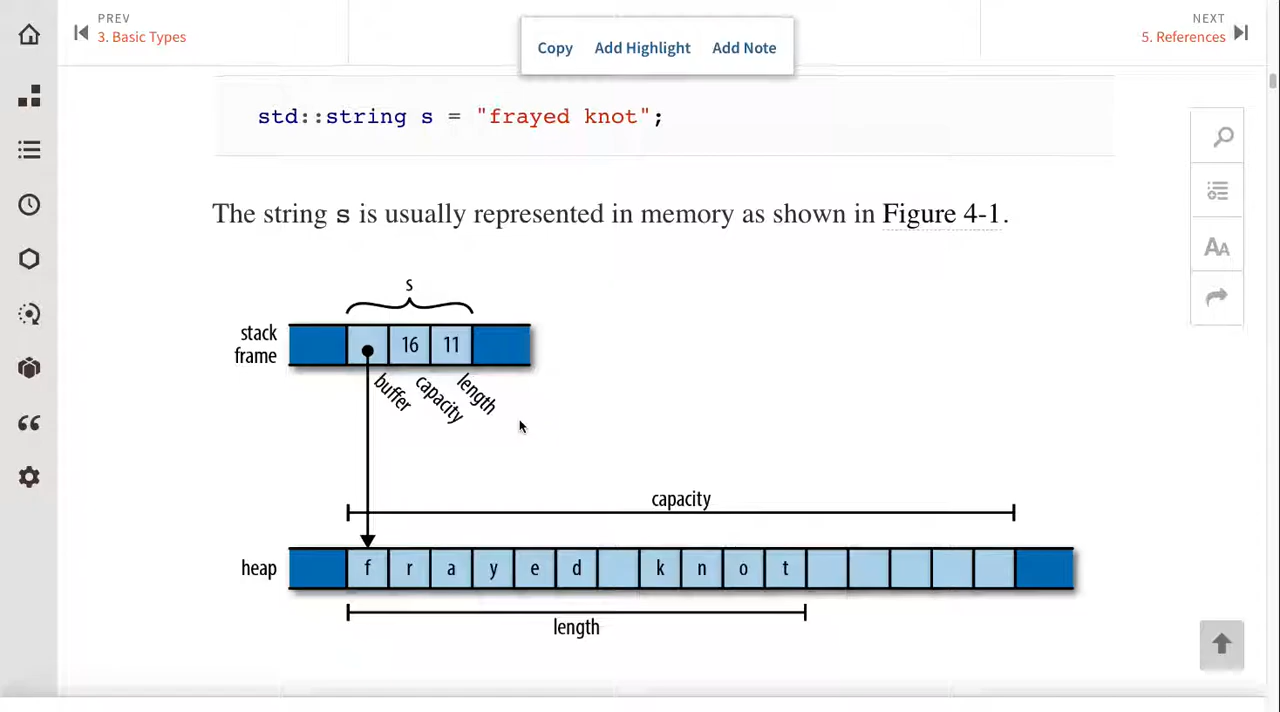 PREV
3. Basic Types
Copy Add Highlight Add Note
NEXT
5. References
std::string s = "frayed knot";
The string s is usually represented in memory as shown in Figure 4-1.
s
stack
frame
16 11
buffer
capacity
length
capacity
heap
f r a y e d k n o t
length
AA